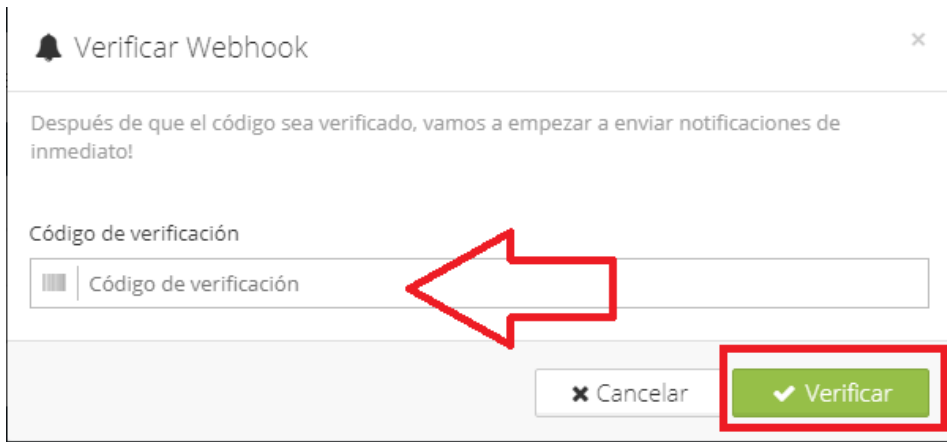 Verificar Webhook
Después de que el código sea verificado, vamos a empezar a enviar notificaciones de
inmediato!
Código de verificación
Código de verificación
Cancelar
Verificar